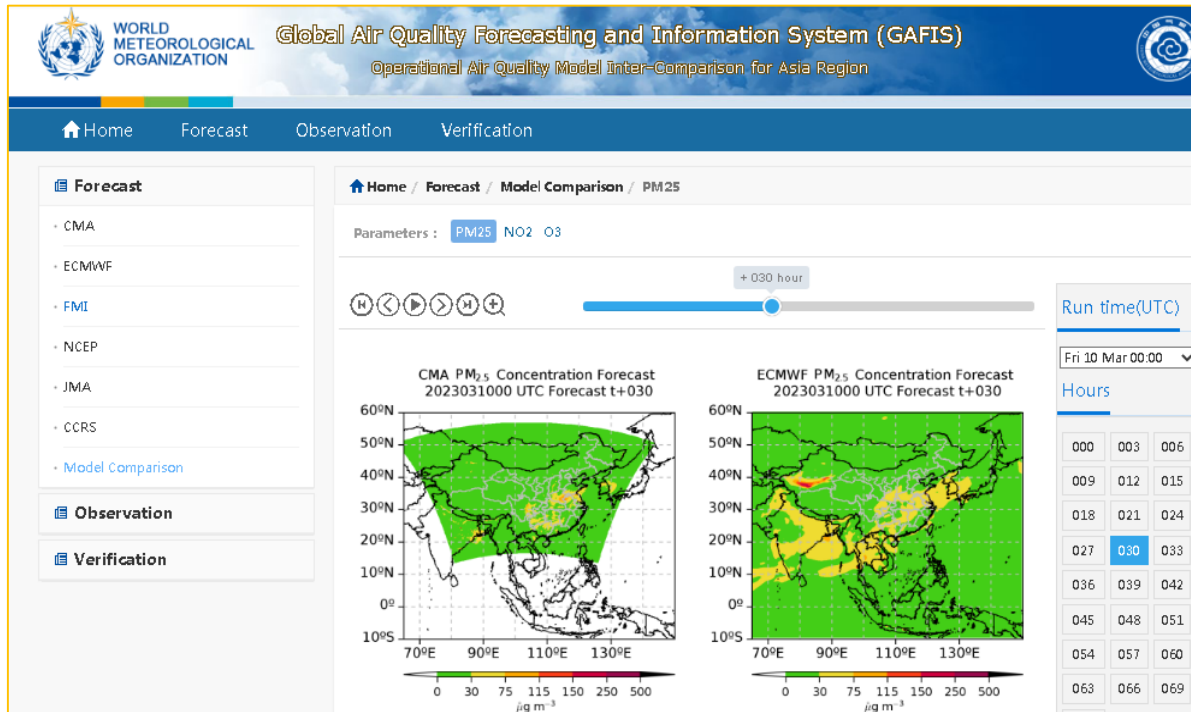 WORLD
METEOROLOGICAL
ORGANIZATION
Global Air Quality Forecasting and Information System (GAFIS)
Operational Air Quality Model Inter-Comparison for Asia Region
Home Forecast Observation Verification
Forecast
· CMA
· ECMWF
· FMI
· NCEP
· JMA
· CCRS
· Model Comparison
Observation
Verification
Home / Forecast / Model Comparison / PM25
Parameters : PM25 NO2 O3
+ 030 hour
CMA PM2.5 Concentration Forecast
2023031000 UTC Forecast t+030
60ºN
50ºN
40ºN
30ºN
20ºN
10ºN
0º
10ºS
70ºE 90ºE 110ºE 130ºE
0 30 75 115 150 250 500
μg m⁻³
ECMWF PM2.5 Concentration Forecast
2023031000 UTC Forecast t+030
60ºN
50ºN
40ºN
30ºN
20ºN
10ºN
0º
10ºS
70ºE 90ºE 110ºE 130ºE
0 30 75 115 150 250 500
μg m⁻³
Run time(UTC)
Fri 10 Mar 00:00
Hours
000 003 006
009 012 015
018 021 024
027 030 033
036 039 042
045 048 051
054 057 060
063 066 069